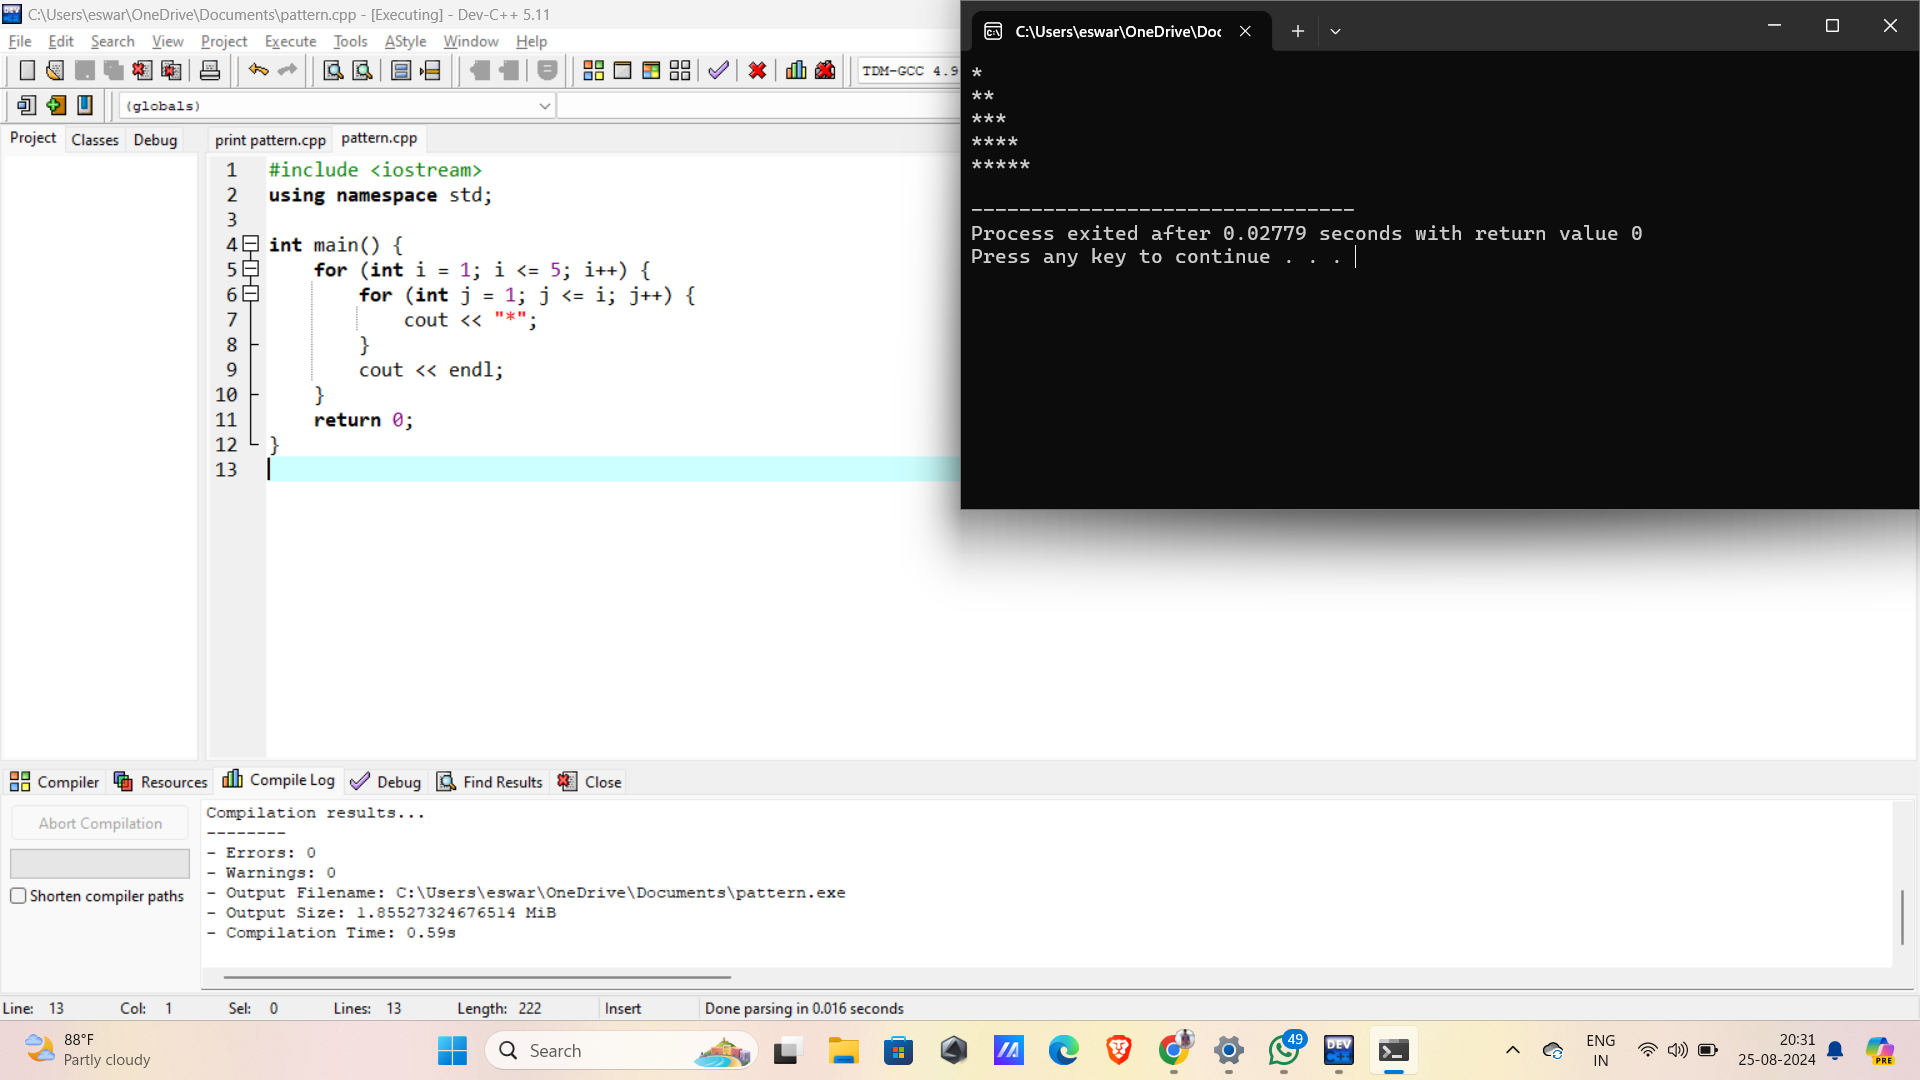 C:\Users\eswar\OneDrive\Documents\pattern.cpp - [Executing] - Dev-C++ 5.11
File Edit Search View Project Execute Tools AStyle Window Help
TDM-GCC 4.9
(globals)
Project Classes Debug
print pattern.cpp pattern.cpp
1 #include <iostream>
2 using namespace std;
3
4 int main() {
5     for (int i = 1; i <= 5; i++) {
6         for (int j = 1; j <= i; j++) {
7             cout << "*";
8         }
9         cout << endl;
10     }
11     return 0;
12 }
13
C:\Users\eswar\OneDrive\Doc
*
**
***
****
*****
--------------------------------
Process exited after 0.02779 seconds with return value 0
Press any key to continue . . .
Compiler Resources Compile Log Debug Find Results Close
Abort Compilation
Shorten compiler paths
Compilation results...
--------
- Errors: 0
- Warnings: 0
- Output Filename: C:\Users\eswar\OneDrive\Documents\pattern.exe
- Output Size: 1.85527324676514 MiB
- Compilation Time: 0.59s
Line: 13 Col: 1 Sel: 0 Lines: 13 Length: 222 Insert Done parsing in 0.016 seconds
88°F
Partly cloudy
Search
49
DEV
C++
ENG
IN
20:31
25-08-2024
PRE